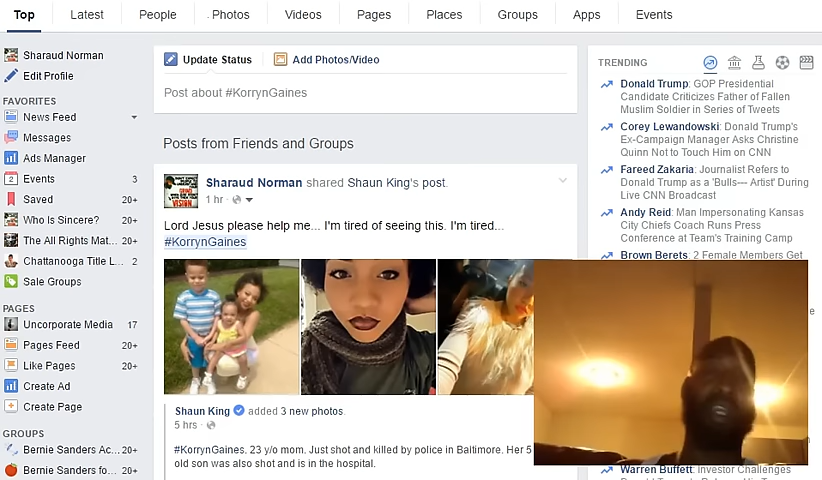 Top Latest People Photos Videos Pages Places Groups Apps Events
Sharaud Norman
Edit Profile
FAVORITES
News Feed
Messages
Ads Manager
Events 3
Saved 20+
Who Is Sincere? 20+
The All Rights Mat... 20+
Chattanooga Title L... 2
Sale Groups
PAGES
Uncorporate Media 17
Pages Feed 20+
Like Pages 20+
Create Ad
Create Page
GROUPS
Bernie Sanders Ac... 20+
Bernie Sanders fo... 20+
Update Status Add Photos/Video
Post about #KorrynGaines
Posts from Friends and Groups
Sharaud Norman shared Shaun King's post.
1 hr ·
Lord Jesus please help me... I'm tired of seeing this. I'm tired...
#KorrynGaines
VISION
Shaun King added 3 new photos.
5 hrs ·
#KorrynGaines. 23 y/o mom. Just shot and killed by police in Baltimore. Her 5
old son was also shot and is in the hospital.
TRENDING
Donald Trump: GOP Presidential
Candidate Criticizes Father of Fallen
Muslim Soldier in Series of Tweets
Corey Lewandowski: Donald Trump's
Ex-Campaign Manager Asks Christine
Quinn Not to Touch Him on CNN
Fareed Zakaria: Journalist Refers to
Donald Trump as a 'Bulls--- Artist' During
Live CNN Broadcast
Andy Reid: Man Impersonating Kansas
City Chiefs Coach Runs Press
Conference at Team's Training Camp
Brown Berets: 2 Female Members Get
Warren Buffett: Investor Challenges